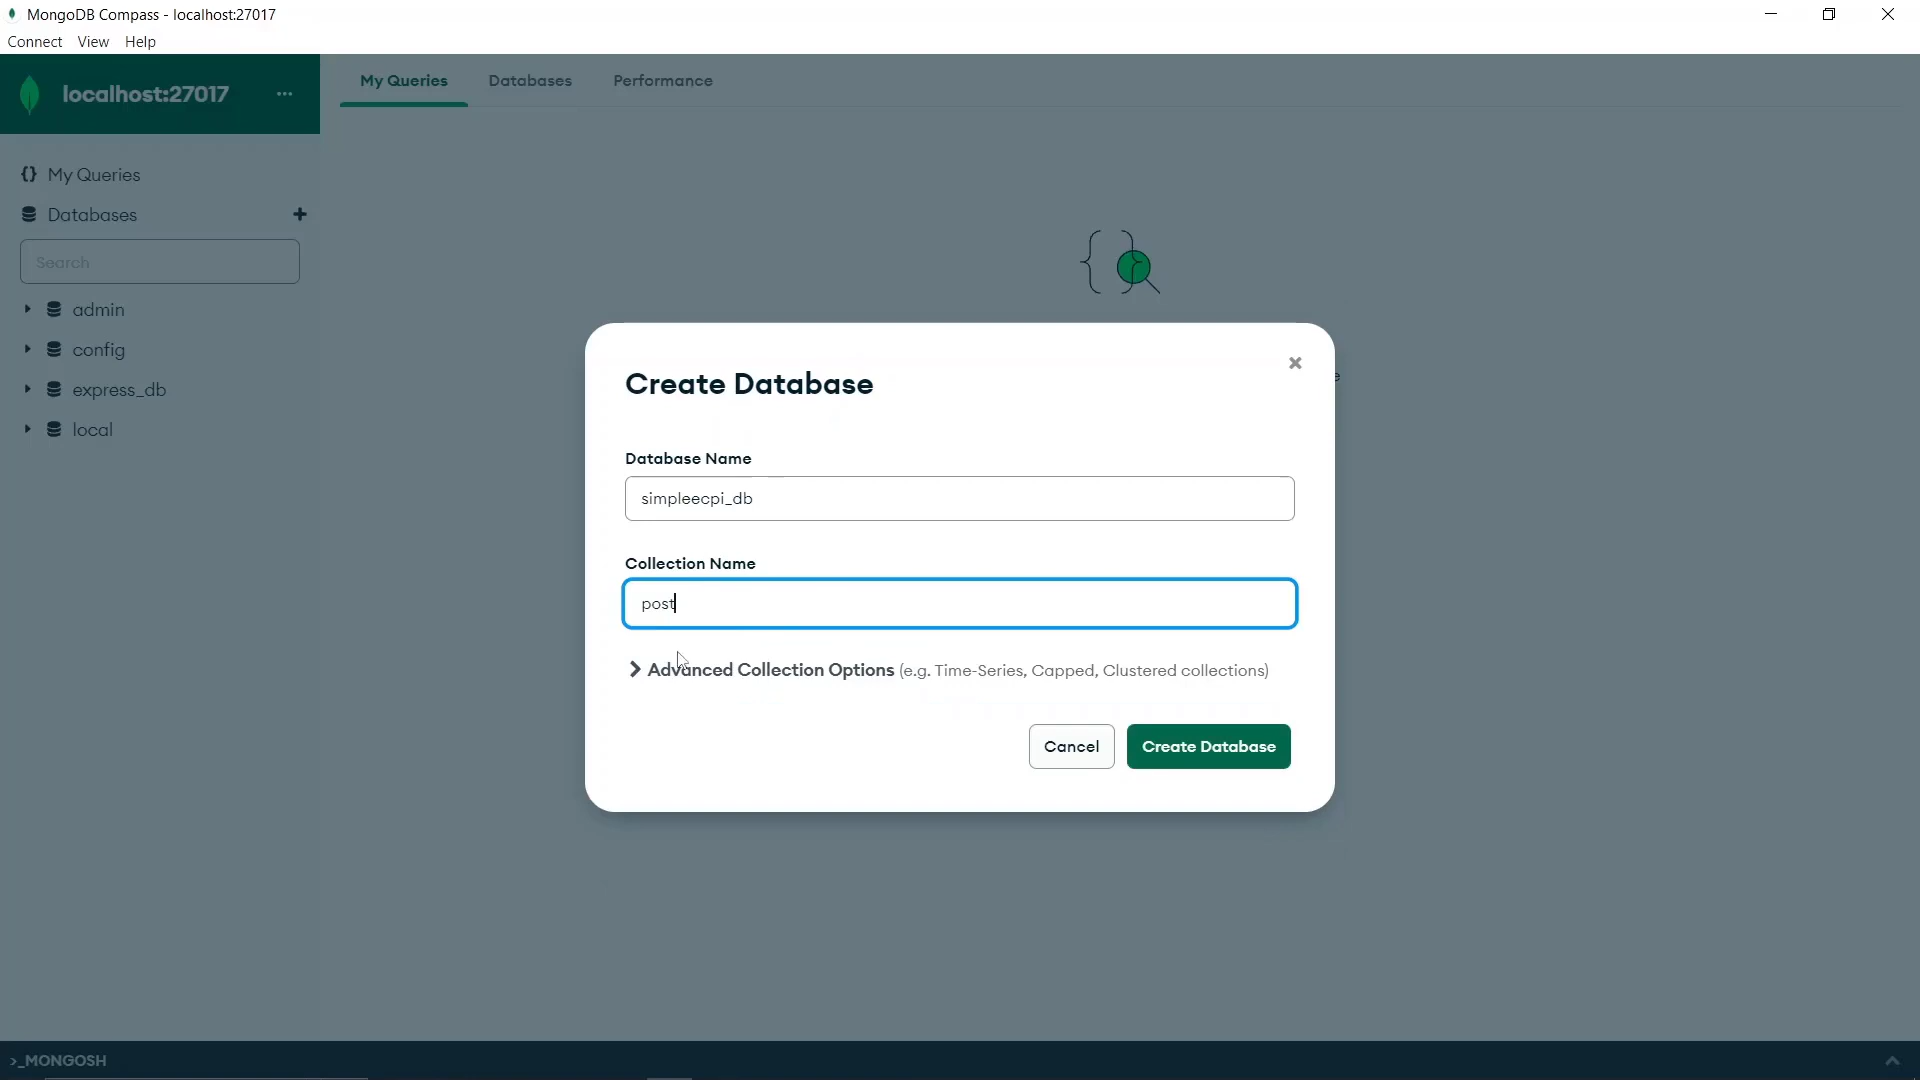 MongoDB Compass - localhost:27017
Connect View Help
localhost:27017 ...
My Queries Databases Performance
{} My Queries
Databases +
Search
admin
config
express_db
local
Create Database
Database Name
simpleecpi_db
Collection Name
post
Advanced Collection Options (e.g. Time-Series, Capped, Clustered collections)
Cancel Create Database
>_MONGOSH